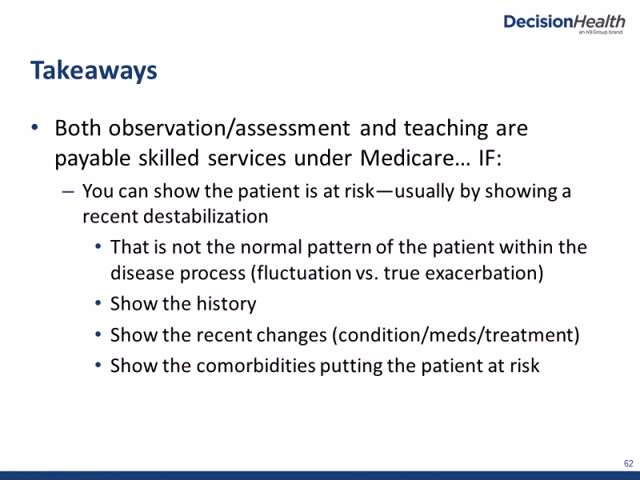 DecisionHealth
an H3.Group brand
Takeaways
• Both observation/assessment and teaching are
payable skilled services under Medicare… IF:
– You can show the patient is at risk—usually by showing a
recent destabilization
• That is not the normal pattern of the patient within the
disease process (fluctuation vs. true exacerbation)
• Show the history
• Show the recent changes (condition/meds/treatment)
• Show the comorbidities putting the patient at risk
62